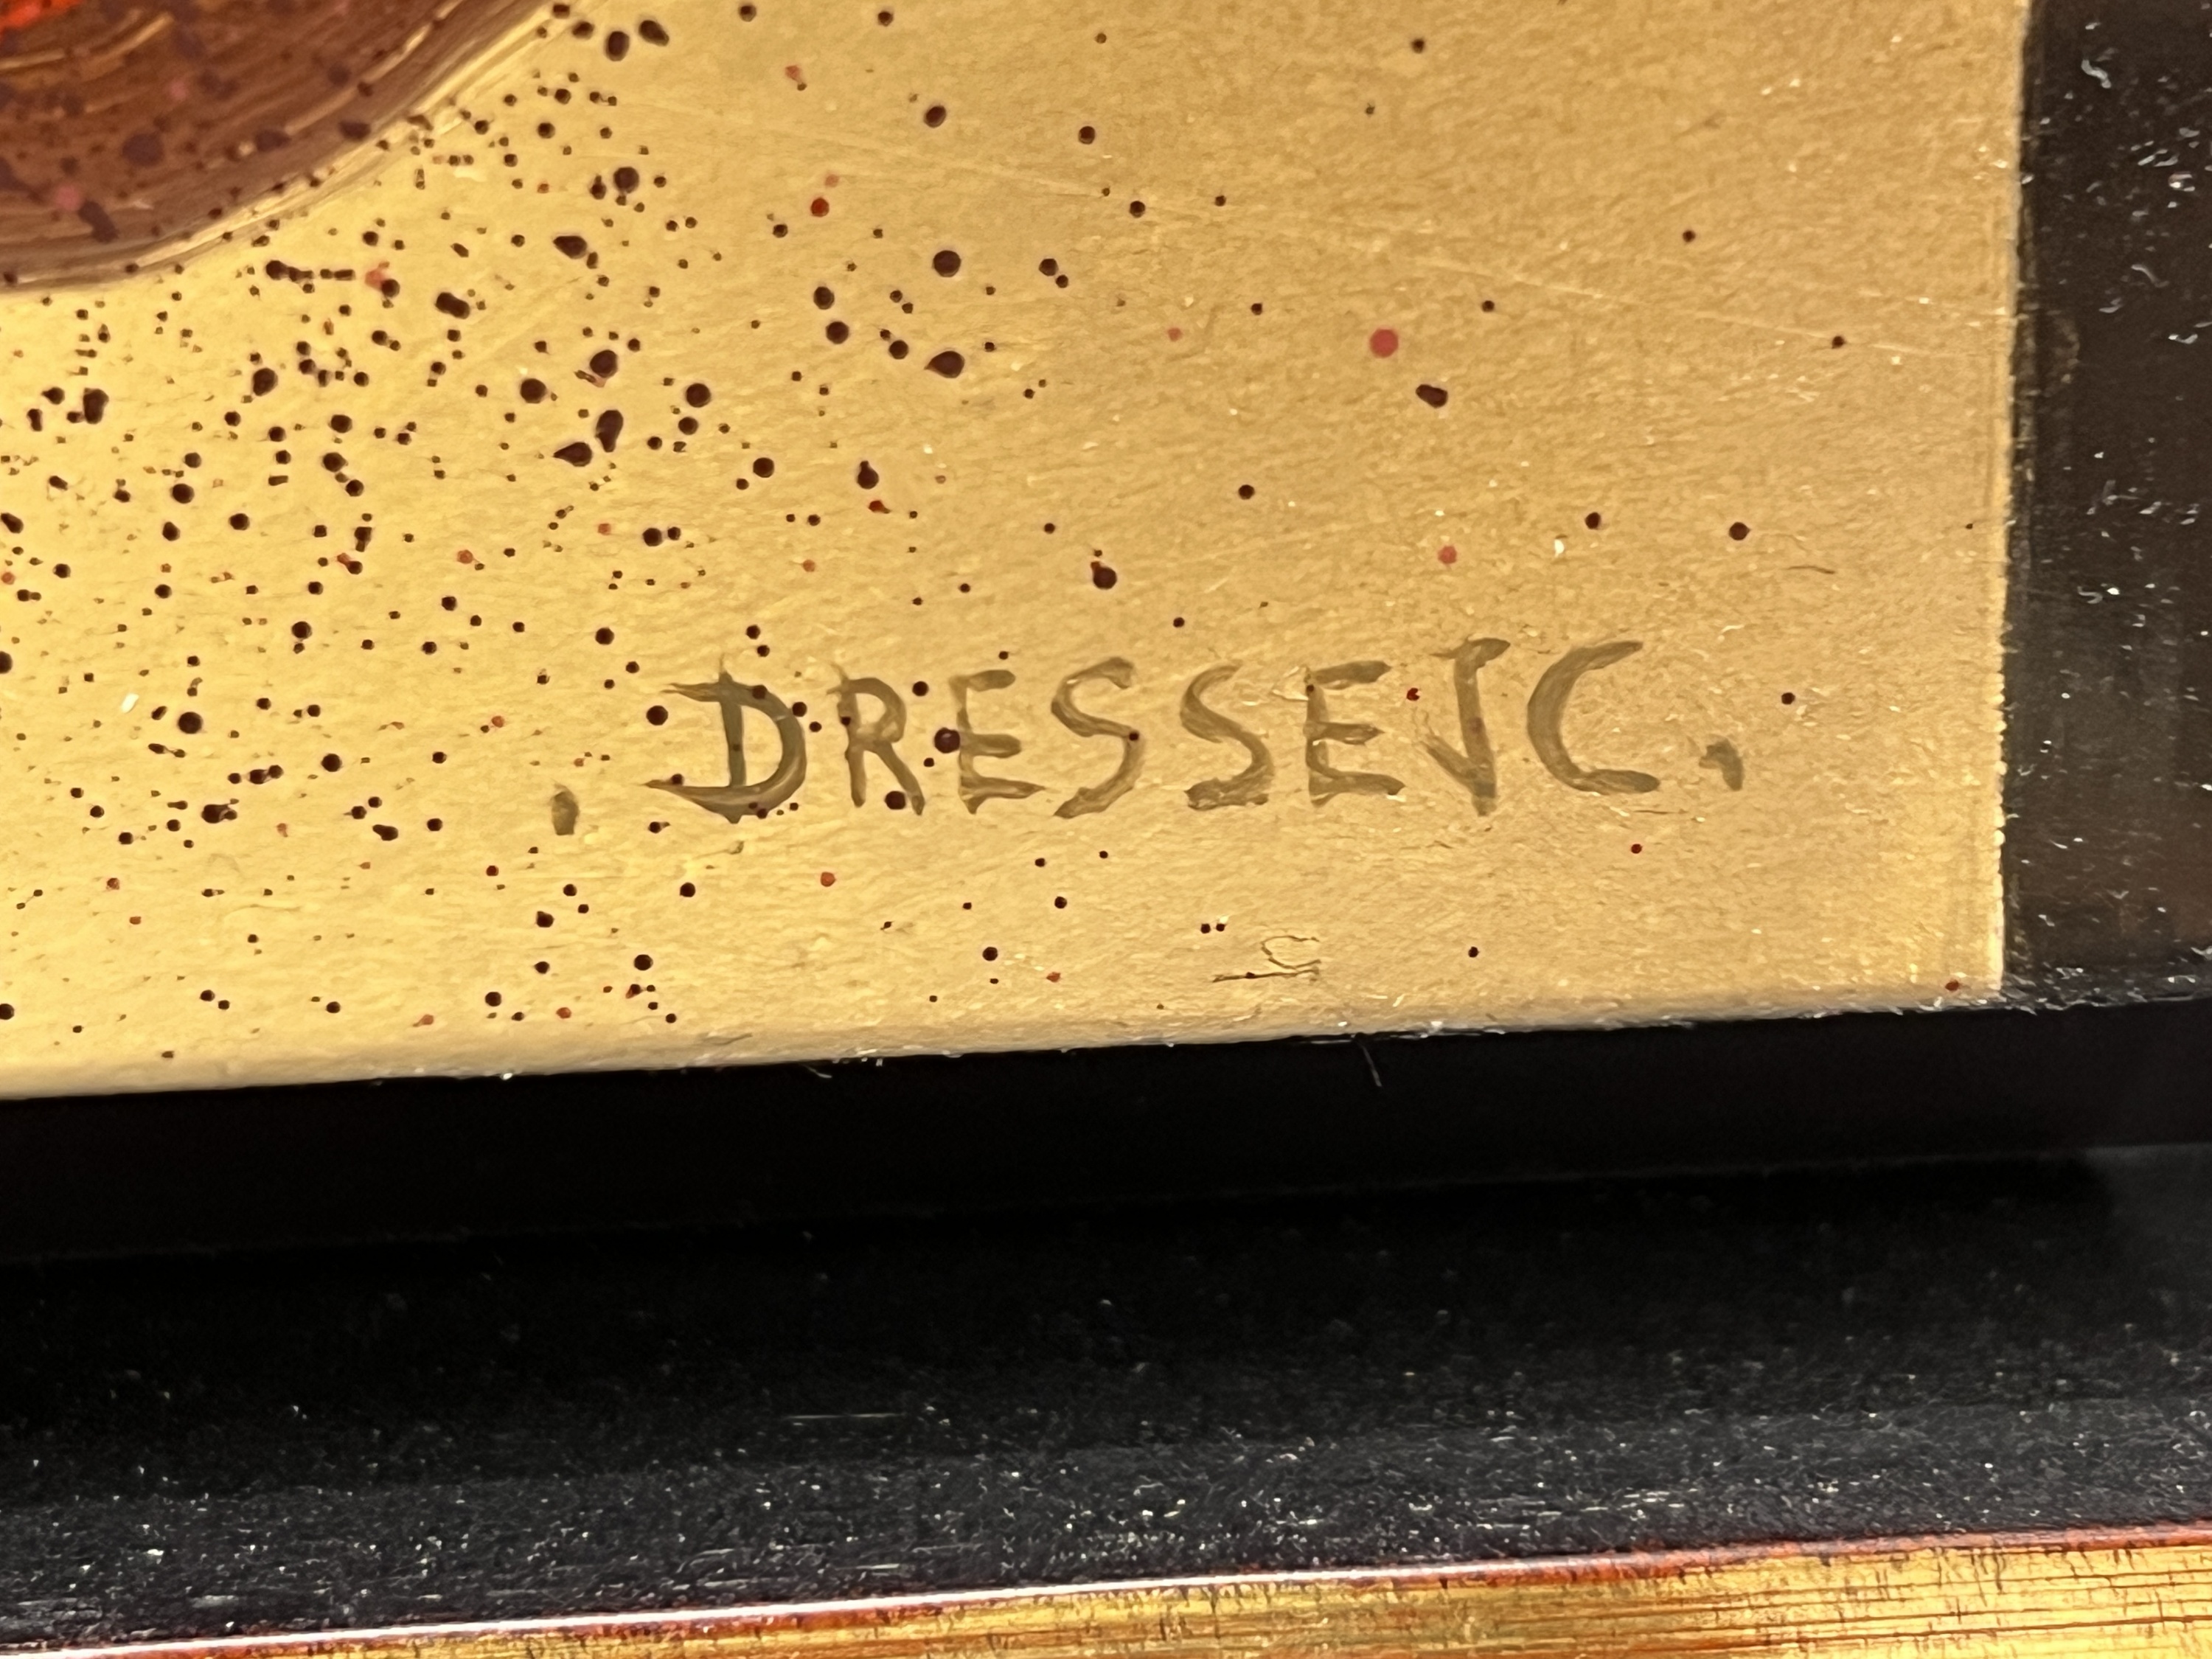 . DRESSEJC.